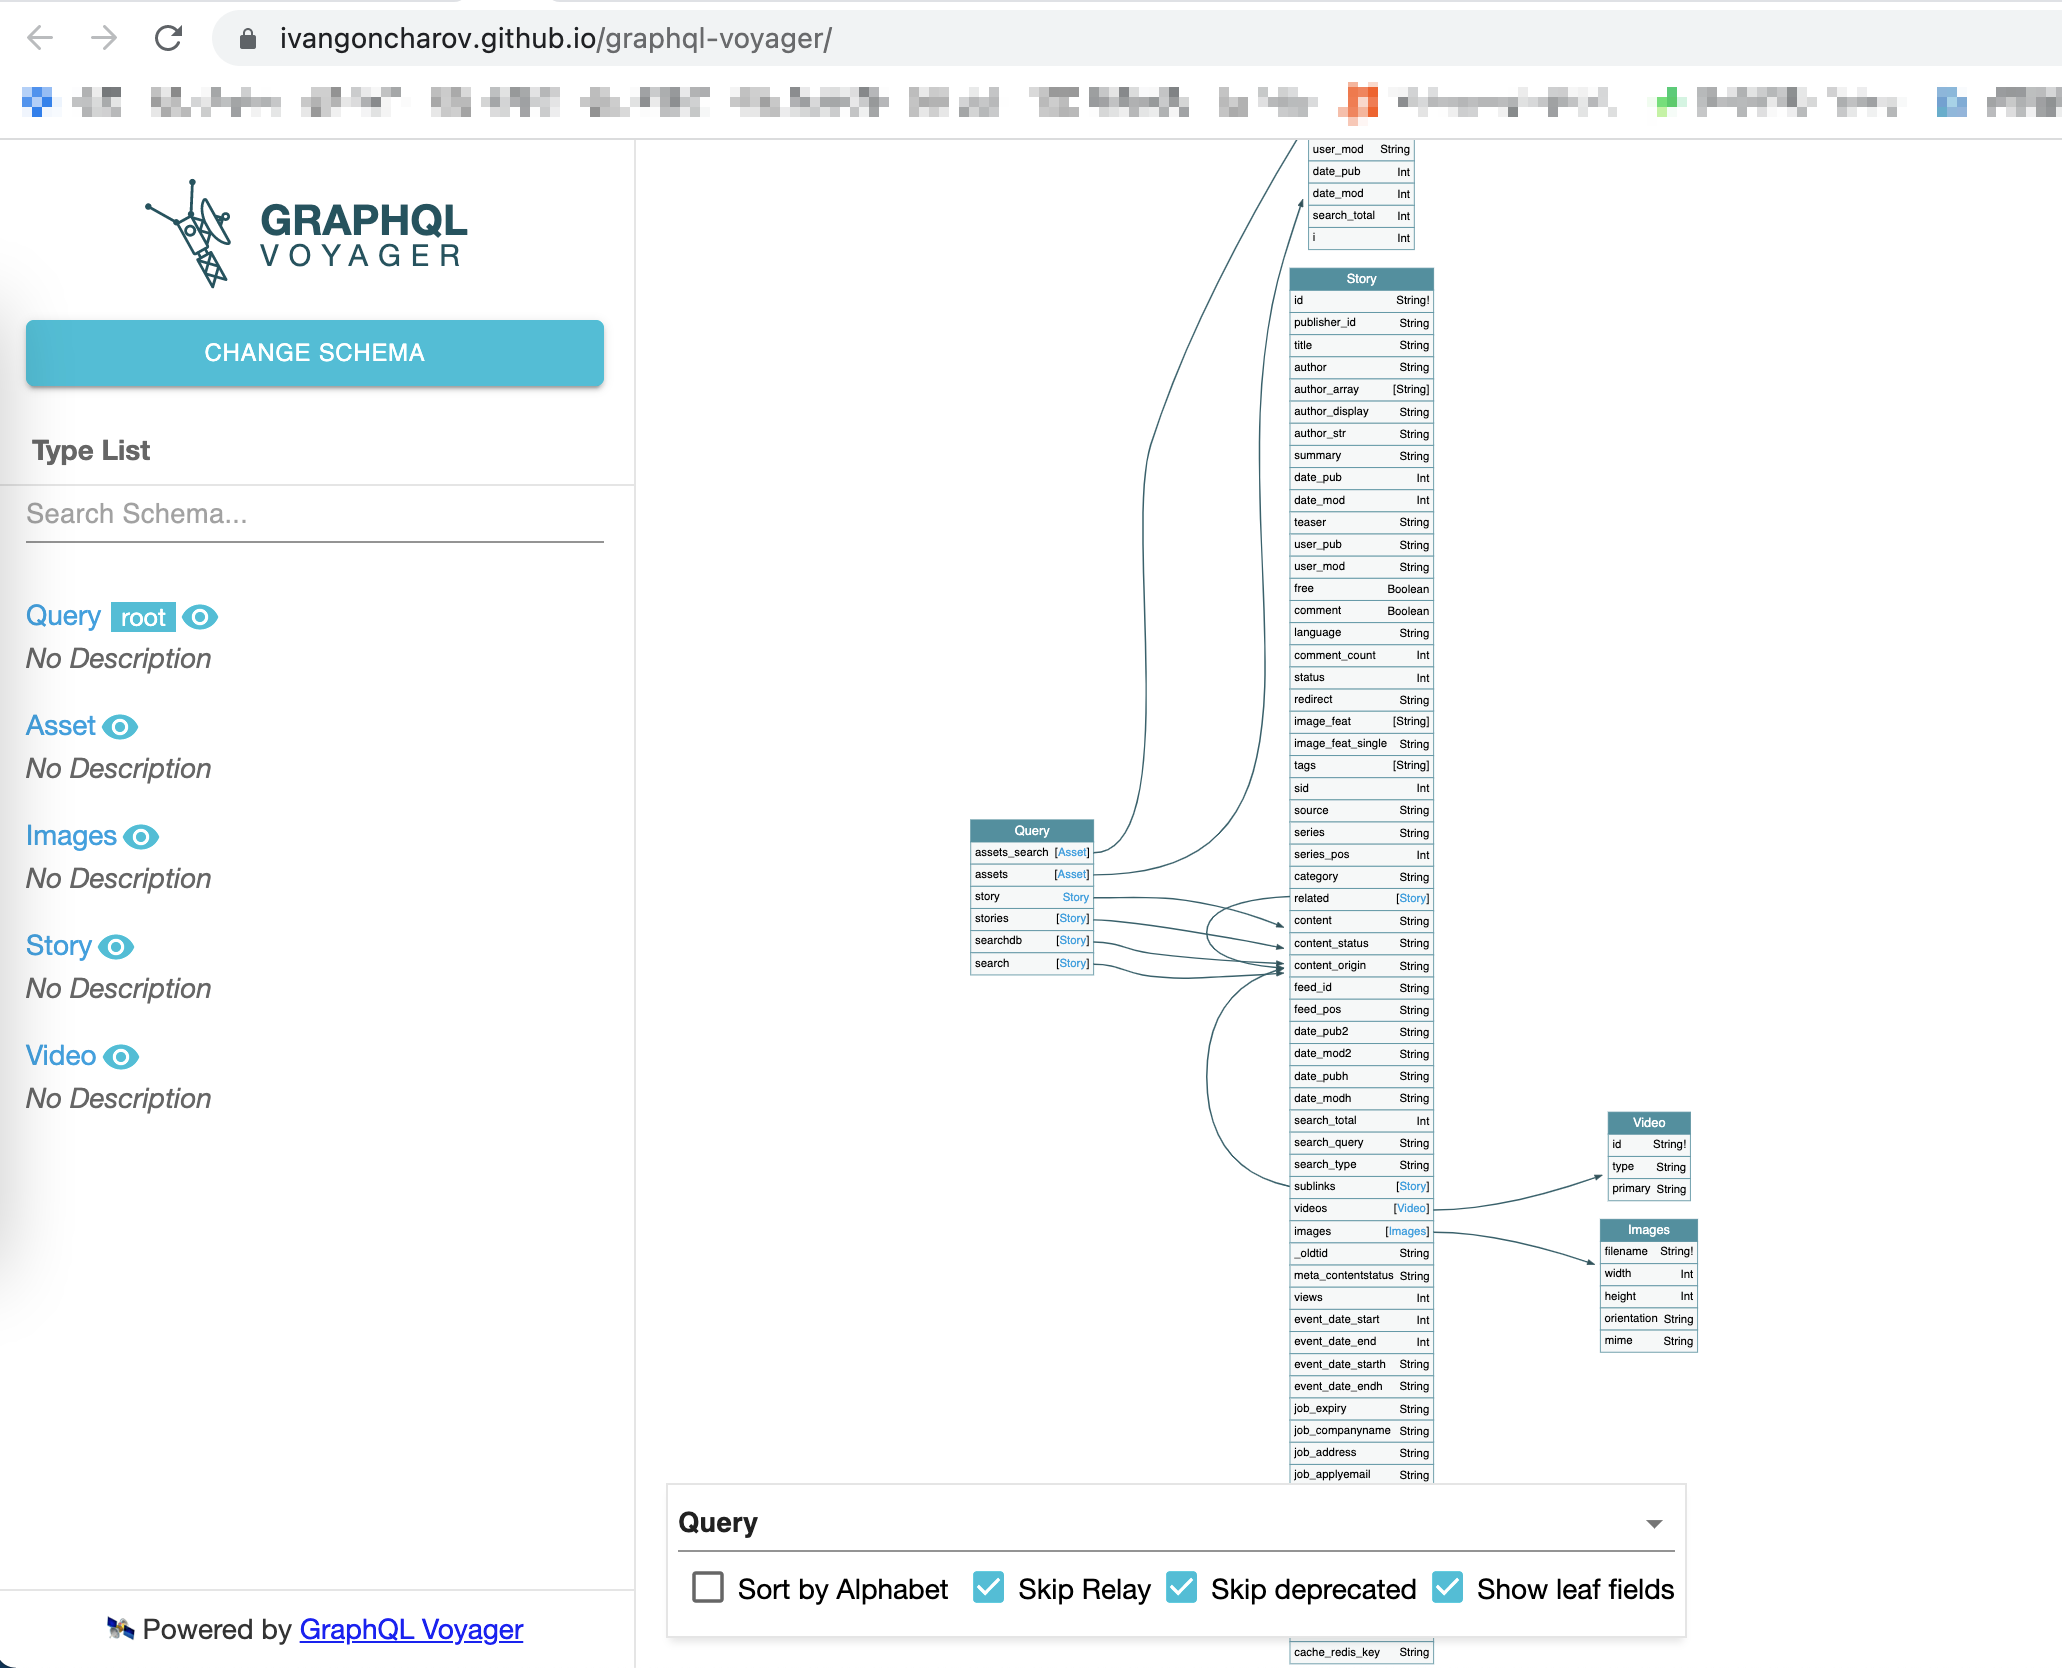 ivangoncharov.github.io/graphql-voyager/
GRAPHQL
VOYAGER
CHANGE SCHEMA
Type List
Search Schema...
Query root
No Description
Asset
No Description
Images
No Description
Story
No Description
Video
No Description
Powered by GraphQL Voyager
user_mod String
date_pub Int
date_mod Int
search_total Int
i Int
Query
assets_search [Asset]
assets [Asset]
story Story
stories [Story]
searchdb [Story]
search [Story]
Story
id String!
publisher_id String
title String
author String
author_array [String]
author_display String
author_str String
summary String
date_pub Int
date_mod Int
teaser String
user_pub String
user_mod String
free Boolean
comment Boolean
language String
comment_count Int
status Int
redirect String
image_feat [String]
image_feat_single String
tags [String]
sid Int
source String
series String
series_pos Int
category String
related [Story]
content String
content_status String
content_origin String
feed_id String
feed_pos String
date_pub2 String
date_mod2 String
date_pubh String
date_modh String
search_total Int
search_query String
search_type String
sublinks [Story]
videos [Video]
images [Images]
_oldtid String
meta_contentstatus String
views Int
event_date_start Int
event_date_end Int
event_date_starth String
event_date_endh String
job_expiry String
job_companyname String
job_address String
job_applyemail String
cache_redis_key String
Video
id String!
type String
primary String
Images
filename String!
width Int
height Int
orientation String
mime String
Query
Sort by Alphabet Skip Relay Skip deprecated Show leaf fields